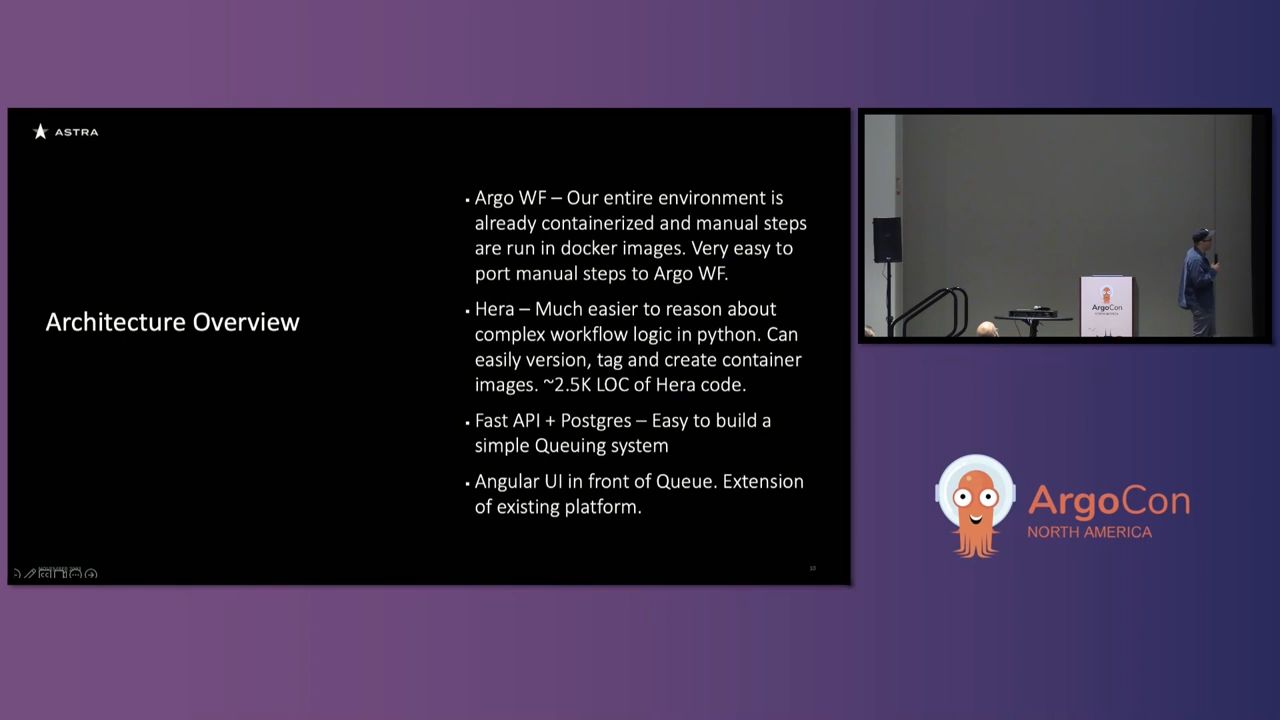 ASTRA
Architecture Overview
▪ Argo WF – Our entire environment is
already containerized and manual steps
are run in docker images. Very easy to
port manual steps to Argo WF.
▪ Hera – Much easier to reason about
complex workflow logic in python. Can
easily version, tag and create container
images. ~2.5K LOC of Hera code.
▪ Fast API + Postgres – Easy to build a
simple Queuing system
▪ Angular UI in front of Queue. Extension
of existing platform.
10
ArgoCon
ArgoCon
NORTH AMERICA